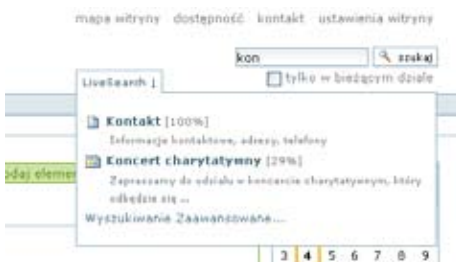 mapa witryny dostępność kontakt ustawienia witryny
kon szukaj
LiveSearch ↓ tylko w bieżącym dziale
Kontakt [100%]
Informacje kontaktowe, adresy, telefony
Koncert charytatywny [29%]
Zapraszamy do udziału w koncercie charytatywnym, który
odbędzie się ...
odaj elemen
Wyszukiwanie Zaawansowane...
3 4 5 6 7 8 9